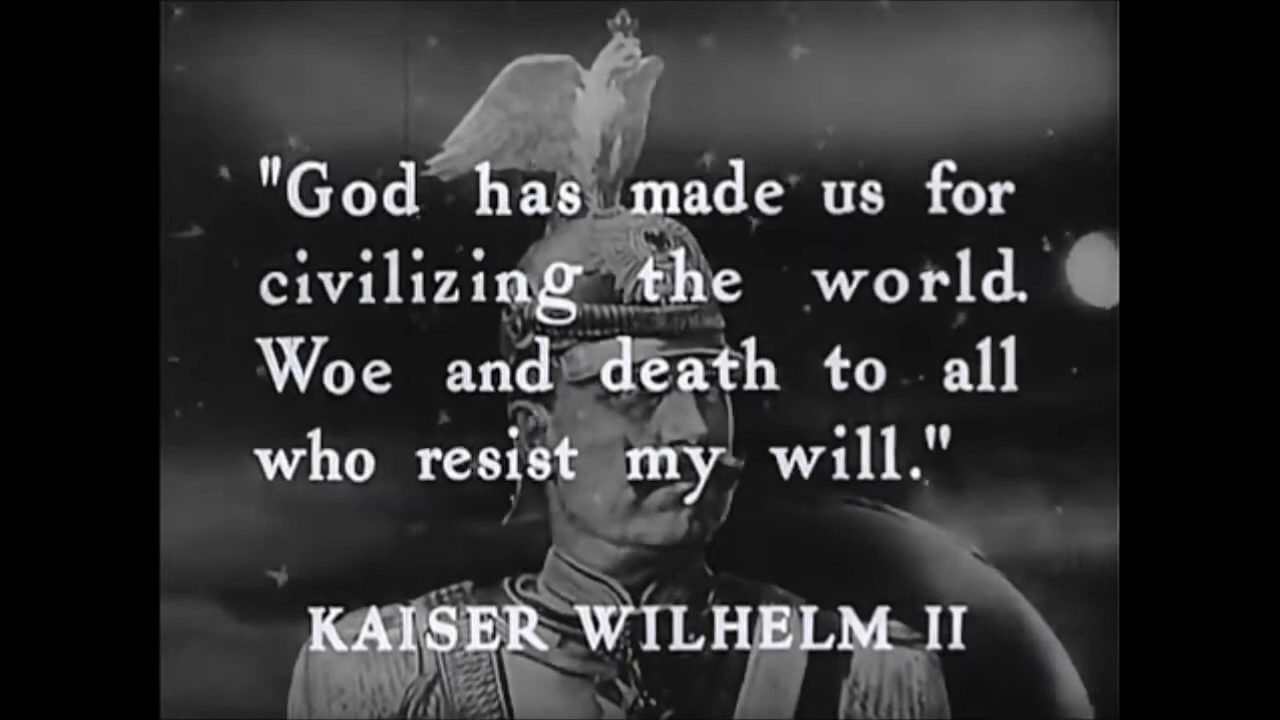 "God has made us for
civilizing the world.
Woe and death to all
who resist my will."
KAISER WILHELM II